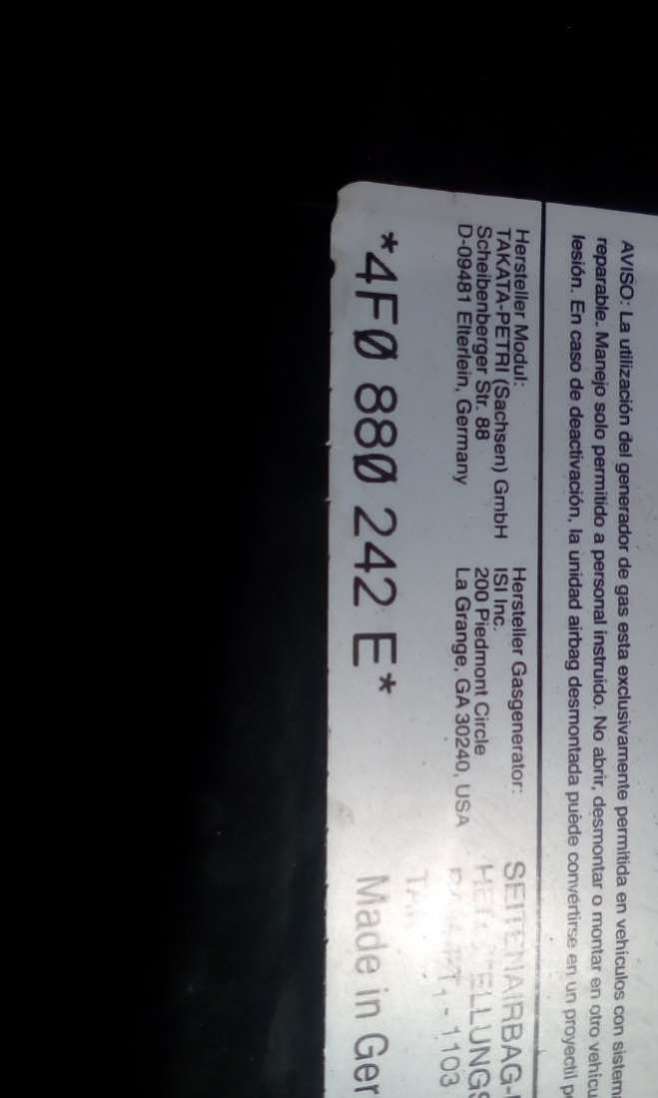 AVISO: La utilización del generador de gas esta exclusivamente permitida en vehiculos con sistem
reparable. Manejo solo permitido a personal instruido. No abrir, desmontar o montar en otro vehicu
lesión. En caso de deactivación, la unidad airbag desmontada puede convertirse en un proyectil p
Hersteller Modul:
TAKATA-PETRI (Sachsen) GmbH
Scheibenberger Str. 88
D-09481 Elterlein, Germany
Hersteller Gasgenerator:
ISI Inc.
200 Piedmont Circle
La Grange, GA 30240, USA
SEITENAIRBAG-
- 1103
*4F0 880 242 E*
Made in Ger